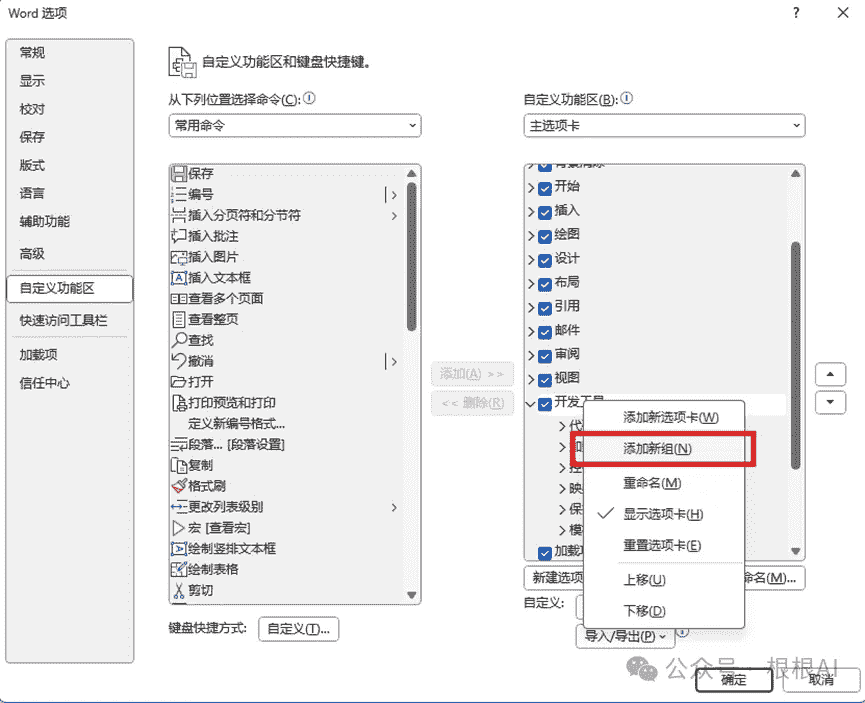 Word 选项
?
常规
显示
校对
保存
版式
语言
辅助功能
高级
自定义功能区
快速访问工具栏
加载项
信任中心
自定义功能区和键盘快捷键。
从下列位置选择命令(C):
常用命令
保存
编号
插入分页符和分节符
插入批注
插入图片
插入文本框
查看多个页面
查看整页
查找
撤消
打开
打印预览和打印
定义新编号格式...
段落... [段落设置]
复制
格式刷
更改列表级别
宏 [查看宏]
绘制竖排文本框
绘制表格
剪切
键盘快捷方式:
自定义(T)...
添加(A) >>
<< 删除(R)
自定义功能区(B):
主选项卡
开始
插入
绘图
设计
布局
引用
邮件
审阅
视图
开发工具
映
保
模
加载
添加新选项卡(W)
添加新组(N)
重命名(M)
显示选项卡(H)
重置选项卡(E)
上移(U)
下移(D)
新建选项
命名(M)...
自定义:
导入/导出(P)
公众号 · 根根AI
确定
取消